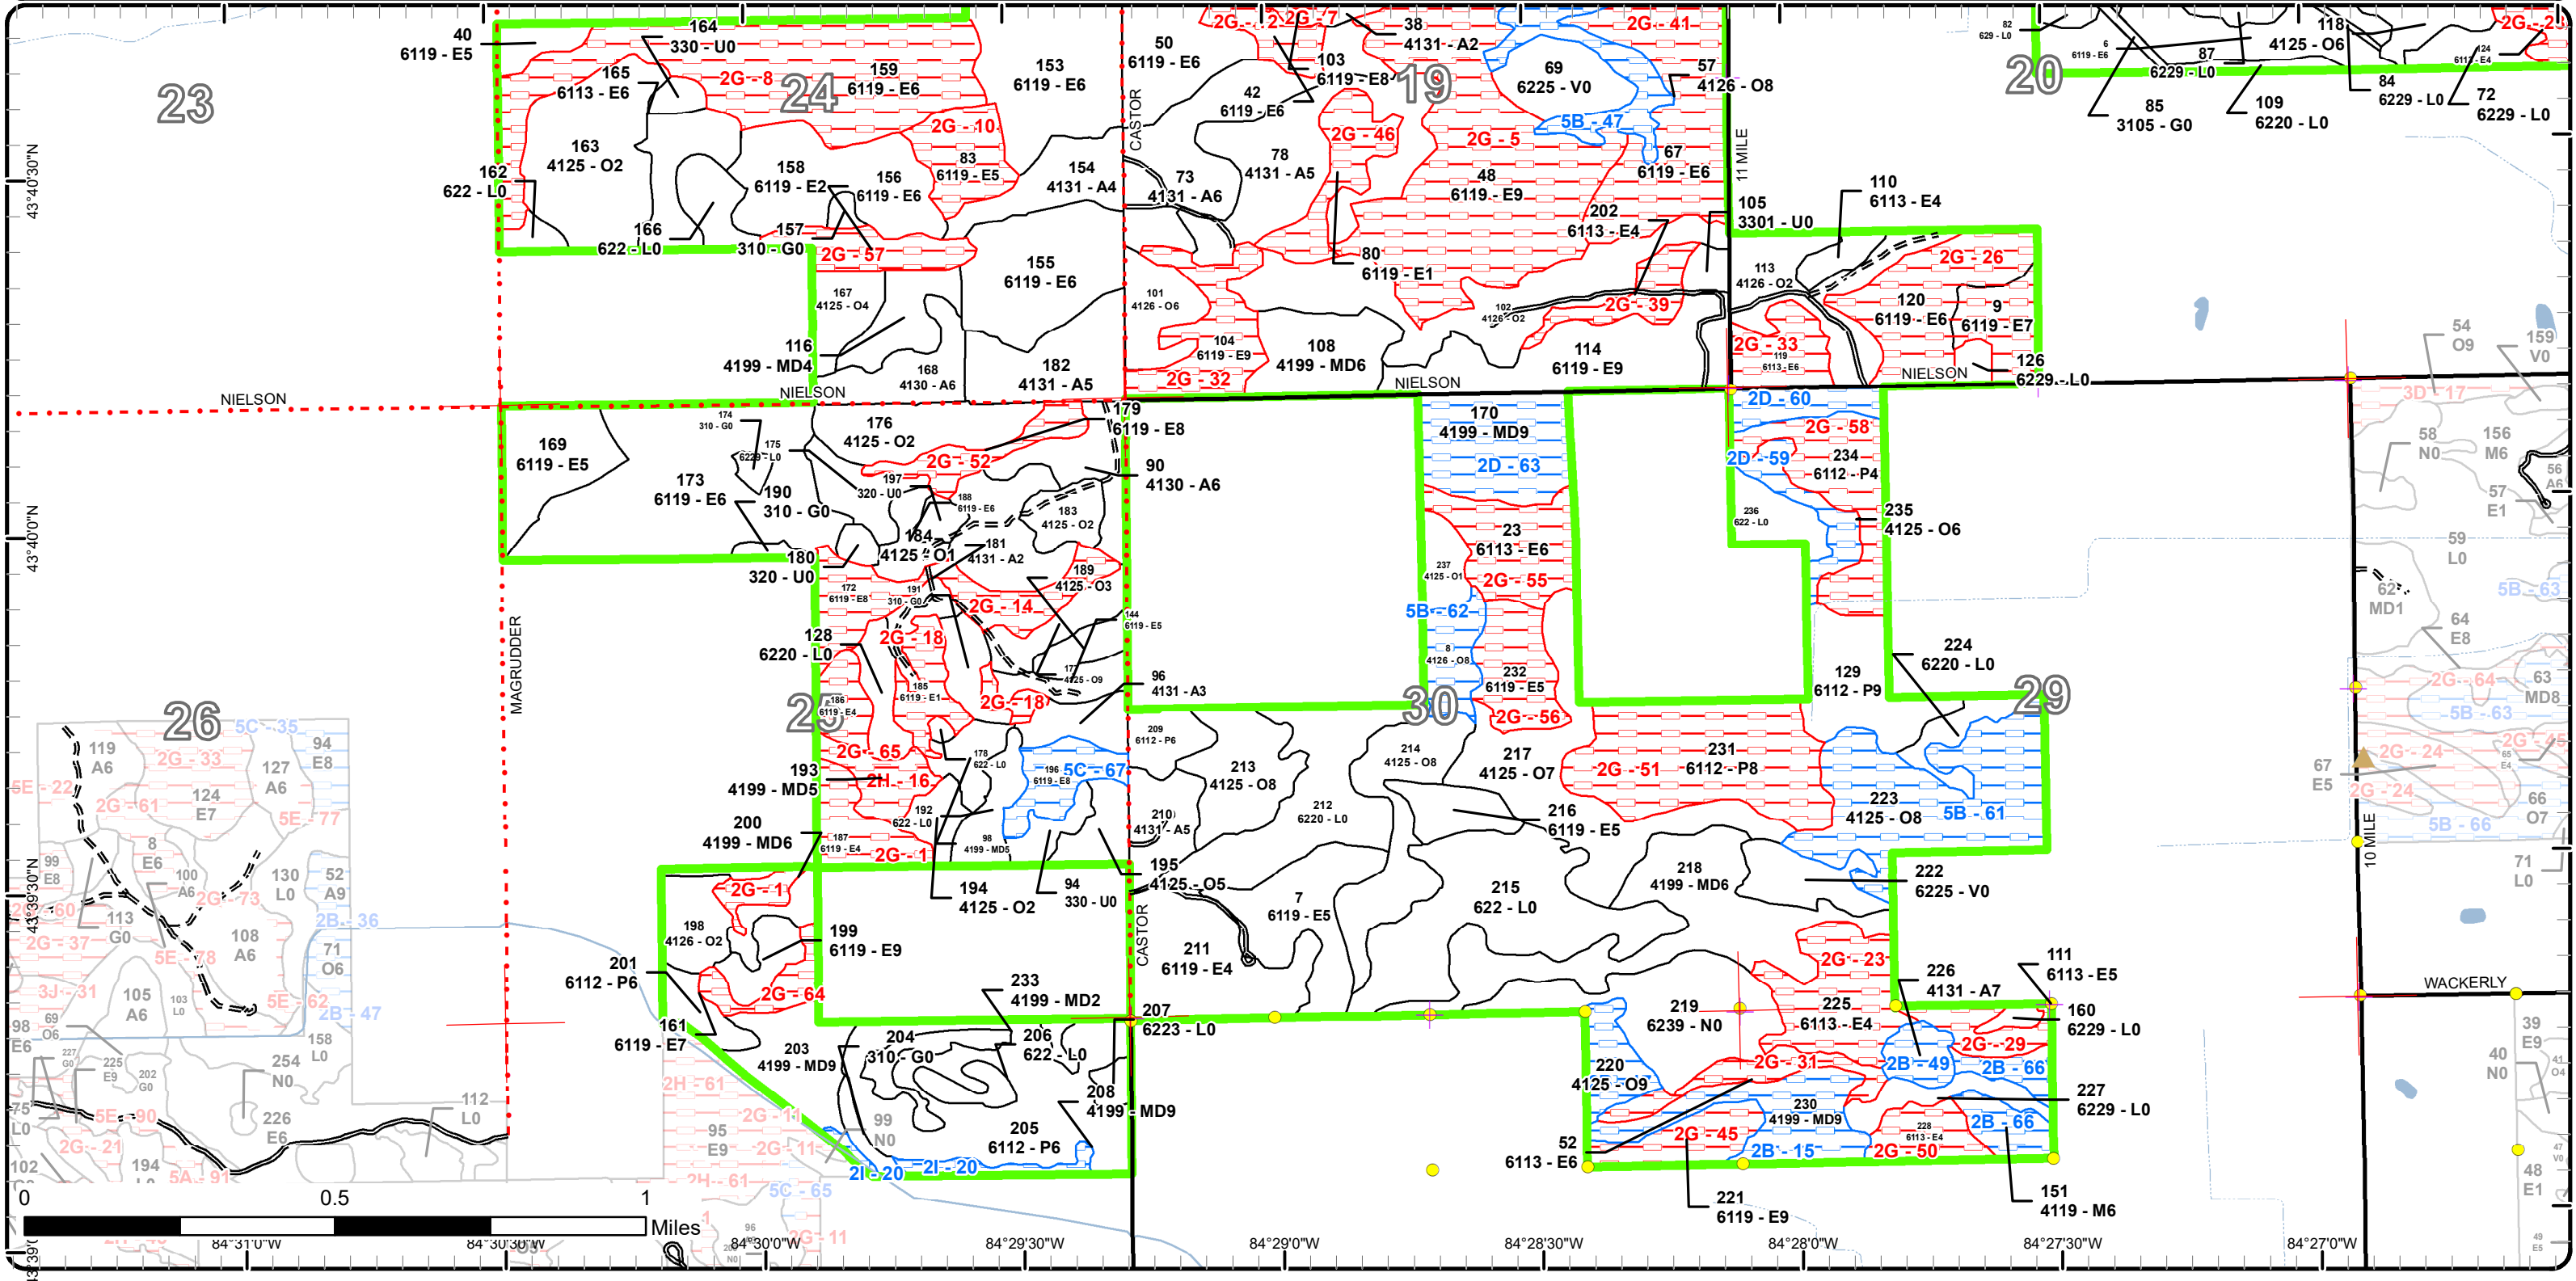 23
40
6119 - E5
164
330 - U0
165
6113 - E6
2G - 8
24
159
6119 - E6
153
6119 - E6
50
6119 - E6
2G - 7
38
4131 - A2
103
6119 - E8
42
6119 - E6
19
2G - 41
69
6225 - V0
57
4126 - O8
5B - 47
20
82
629 - L0
6
6119 - E6
87
6229 - L0
118
4125 - O6
124
6113 - E4
85
3105 - G0
109
6220 - L0
84
6229 - L0
72
6229 - L0
43°40'30"N
162
622 - L0
163
4125 - O2
166
622 - L0
158
6119 - E2
156
6119 - E6
157
310 - G0
2G - 57
2G - 10
83
6119 - E5
154
4131 - A4
CASTOR
73
4131 - A6
78
4131 - A5
2G - 46
2G - 5
48
6119 - E9
67
6119 - E6
202
6113 - E4
80
6119 - E1
11 MILE
105
3301 - U0
110
6113 - E4
113
4126 - O2
2G - 26
120
6119 - E6
9
6119 - E7
155
6119 - E6
167
4125 - O4
116
4199 - MD4
168
4130 - A6
182
4131 - A5
101
4126 - O6
104
6119 - E9
2G - 32
108
4199 - MD6
102
4126 - O2
2G - 39
114
6119 - E9
2G - 33
119
6113 - E6
126
6229 - L0
NIELSON
NIELSON
NIELSON
NIELSON
54
O9
159
V0
3D - 17
58
N0
156
M6
56
A6
57
E1
59
L0
62
MD1
5B - 63
64
E8
63
MD8
2G - 64
5B - 63
2G - 24
2G - 45
65
E4
67
E5
2G - 24
66
O7
5B - 66
71
L0
10 MILE
WACKERLY
39
E9
40
N0
41
O4
47
V0
48
E1
49
E5
169
6119 - E5
174
310 - G0
175
6229 - L0
173
6119 - E6
190
310 - G0
176
4125 - O2
2G - 52
179
6119 - E8
90
4130 - A6
197
320 - U0
188
6119 - E6
183
4125 - O2
184
4125 - O1
181
4131 - A2
180
320 - U0
172
6119 - E8
191
310 - G0
189
4125 - O3
2G - 14
144
6119 - E5
43°40'0"N
MAGRUDDER
128
6220 - L0
2G - 18
185
6119 - E1
186
6119 - E4
25
2G - 18
177
4125 - O9
96
4131 - A3
2G - 65
193
4199 - MD5
2H - 16
178
622 - L0
196
6119 - E8
5C - 67
192
622 - L0
98
4199 - MD5
187
6119 - E4
2G - 1
200
4199 - MD6
194
4125 - O2
94
330 - U0
195
4125 - O5
170
4199 - MD9
2D - 63
23
6113 - E6
2G - 55
237
4125 - O1
5B - 62
8
4126 - O8
232
6119 - E5
2G - 56
30
2D - 60
2G - 58
2D - 59
234
6112 - P4
236
622 - L0
235
4125 - O6
129
6112 - P9
224
6220 - L0
29
209
6112 - P6
213
4125 - O8
214
4125 - O8
217
4125 - O7
212
6220 - L0
210
4131 - A5
2G - 51
231
6112 - P8
223
4125 - O8
5B - 61
216
6119 - E5
218
4199 - MD6
222
6225 - V0
7
6119 - E5
215
622 - L0
211
6119 - E4
CASTOR
2G - 23
226
4131 - A7
111
6113 - E5
160
6229 - L0
219
6239 - N0
225
6113 - E4
2G - 31
2G - 29
2B - 49
2B - 66
220
4125 - O9
227
6229 - L0
230
4199 - MD9
2G - 45
2B - 15
228
6113 - E4
2G - 50
2B - 66
52
6113 - E6
221
6119 - E9
151
4119 - M6
26
119
A6
2G - 33
5C - 35
94
E8
127
A6
5E - 22
2G - 61
124
E7
5E - 77
8
E6
99
E8
100
A6
130
L0
52
A9
2G - 73
2B - 36
113
G0
2G - 37
5E - 78
108
A6
71
O6
3J - 31
105
A6
103
L0
5E - 62
2B - 47
98
E6
69
O6
158
L0
227
G0
225
E9
202
G0
254
N0
112
L0
75
L0
5E - 90
226
E6
2G - 21
194
102
5A - 91
43°39'30"N
2G - 1
198
4126 - O2
199
6119 - E9
201
6112 - P6
2G - 64
161
6119 - E7
233
4199 - MD2
207
6223 - L0
203
4199 - MD9
204
310 - G0
206
622 - L0
208
4199 - MD9
205
6112 - P6
99
N0
2I - 20
2I - 20
2H - 61
2G - 11
95
E9
2G - 11
2H - 61
5C - 65
2G - 11
96
0
0.5
1
Miles
84°31'0"W
84°30'30"W
84°30'0"W
84°29'30"W
84°29'0"W
84°28'30"W
84°28'0"W
84°27'30"W
84°27'0"W